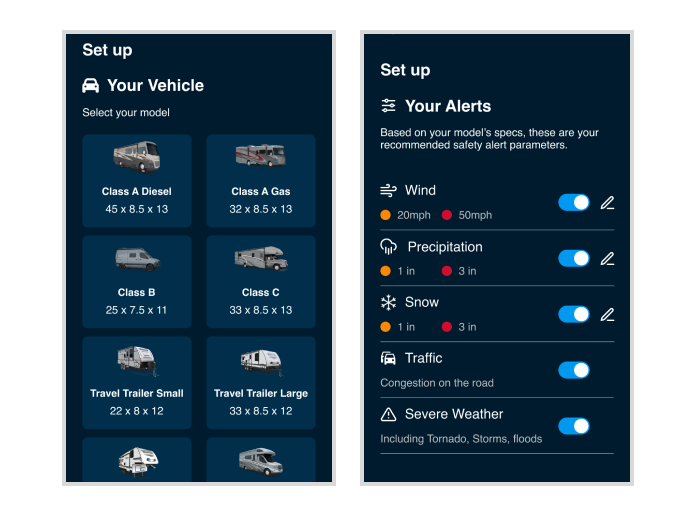 Set up
Your Vehicle
Select your model
Class A Diesel
45 x 8.5 x 13
Class A Gas
32 x 8.5 x 13
Class B
25 x 7.5 x 11
Class C
33 x 8.5 x 13
Travel Trailer Small
22 x 8 x 12
Travel Trailer Large
33 x 8.5 x 12
Set up
Your Alerts
Based on your model's specs, these are your
recommended safety alert parameters.
Wind
20mph 50mph
Precipitation
1 in 3 in
Snow
1 in 3 in
Traffic
Congestion on the road
Severe Weather
Including Tornado, Storms, floods